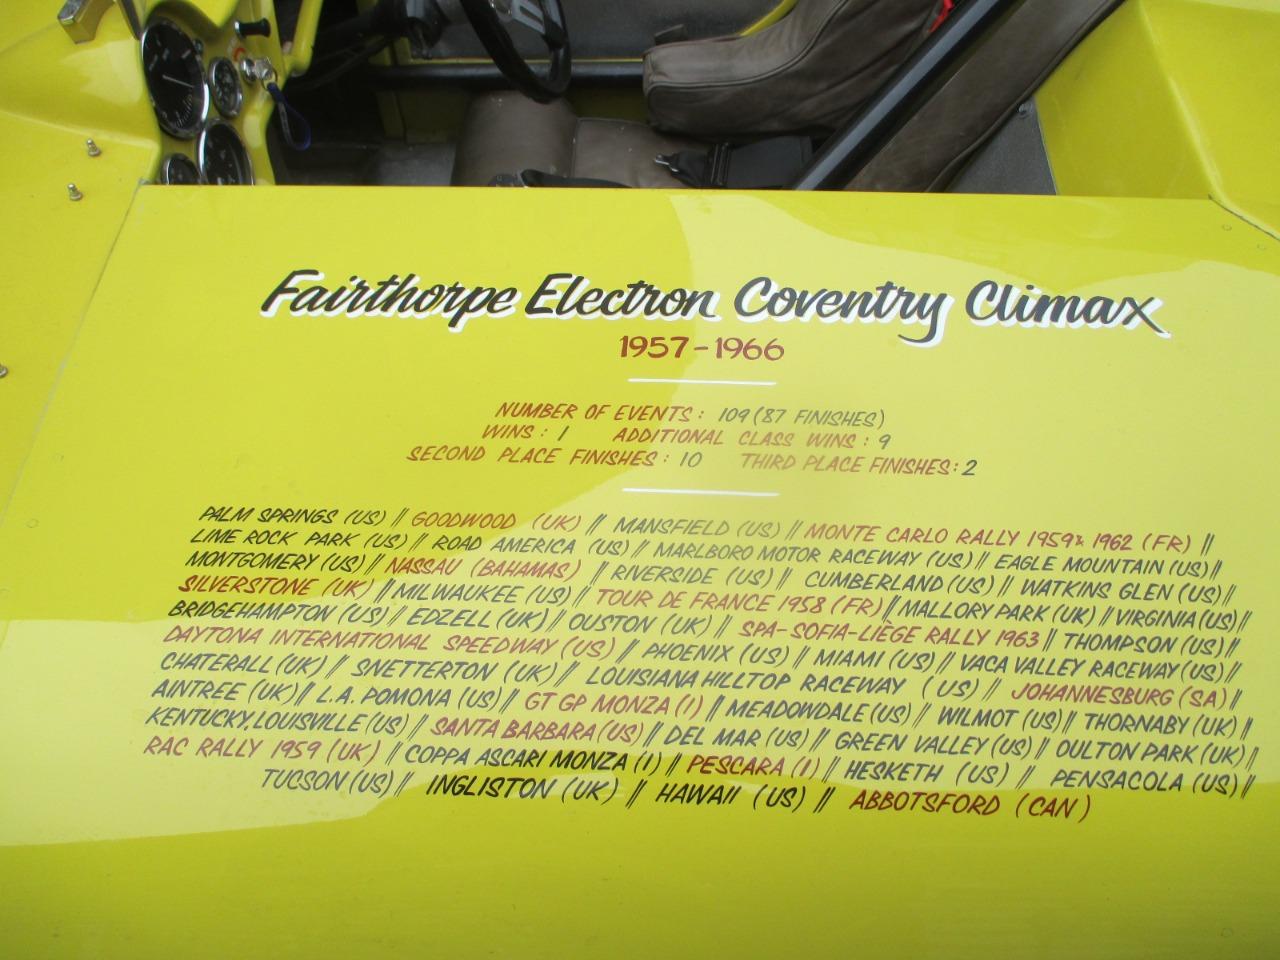 Fairthorpe Electron Coventry Climax
1957-1966
NUMBER OF EVENTS: 109 (87 FINISHES)
WINS: 1 ADDITIONAL CLASS WINS: 9
SECOND PLACE FINISHES: 10 THIRD PLACE FINISHES: 2
PALM SPRINGS (US) // GOODWOOD (UK) // MANSFIELD (US) // MONTE CARLO RALLY 1959 & 1962 (FR) //
LIME ROCK PARK (US) // ROAD AMERICA (US) // MARLBORO MOTOR RACEWAY (US) // EAGLE MOUNTAIN (US) //
MONTGOMERY (US) // NASSAU (BAHAMAS) // RIVERSIDE (US) // CUMBERLAND (US) // WATKINS GLEN (US) //
SILVERSTONE (UK) // MILWAUKEE (US) // TOUR DE FRANCE 1958 (FR) // MALLORY PARK (UK) // VIRGINIA (US) //
BRIDGEHAMPTON (US) // EDZELL (UK) // OUSTON (UK) // SPA-SOFIA-LIÈGE RALLY 1963 // THOMPSON (US) //
DAYTONA INTERNATIONAL SPEEDWAY (US) // PHOENIX (US) // MIAMI (US) // VACA VALLEY RACEWAY (US) //
CHATERALL (UK) // SNETTERTON (UK) // LOUISIANA HILLTOP RACEWAY (US) // JOHANNESBURG (SA) //
AINTREE (UK) // L.A. POMONA (US) // GT GP MONZA (I) // MEADOWDALE (US) // WILMOT (US) // THORNABY (UK) //
KENTUCKY, LOUISVILLE (US) // SANTA BARBARA (US) // DEL MAR (US) // GREEN VALLEY (US) // OULTON PARK (UK) //
RAC RALLY 1959 (UK) // COPPA ASCARI MONZA (I) // PESCARA (I) // HESKETH (US) // PENSACOLA (US) //
TUCSON (US) // INGLISTON (UK) // HAWAII (US) // ABBOTSFORD (CAN)